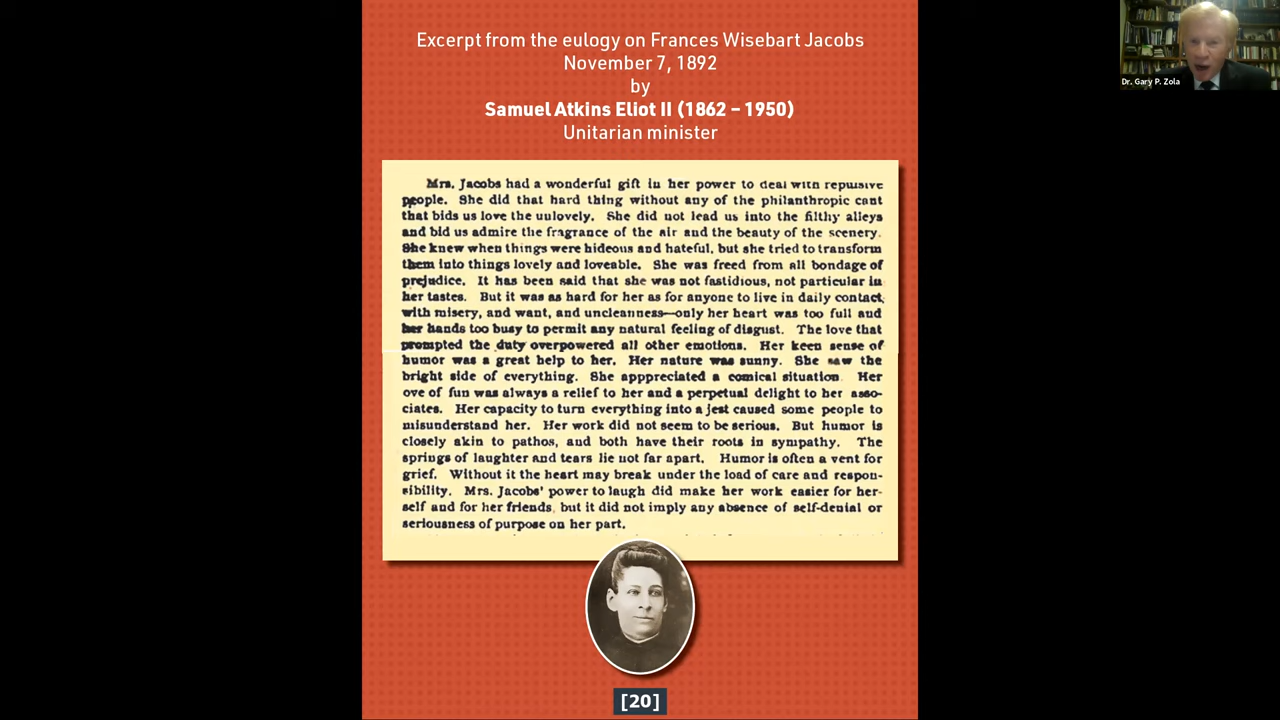 Excerpt from the eulogy on Frances Wisebart Jacobs
November 7, 1892
by
Samuel Atkins Eliot II (1862 – 1950)
Unitarian minister
Mrs. Jacobs had a wonderful gift in her power to deal with repulsive
people. She did that hard thing without any of the philanthropic cant
that bids us love the unlovely. She did not lead us into the filthy alleys
and bid us admire the fragrance of the air and the beauty of the scenery.
She knew when things were hideous and hateful, but she tried to transform
them into things lovely and loveable. She was freed from all bondage of
prejudice. It has been said that she was not fastidious, not particular in
her tastes. But it was as hard for her as for anyone to live in daily contact,
with misery, and want, and uncleanness—only her heart was too full and
her hands too busy to permit any natural feeling of disgust. The love that
prompted the duty overpowered all other emotions. Her keen sense of
humor was a great help to her. Her nature was sunny. She saw the
bright side of everything. She apppreciated a comical situation. Her
ove of fun was always a relief to her and a perpetual delight to her asso-
ciates. Her capacity to turn everything into a jest caused some people to
misunderstand her. Her work did not seem to be serious. But humor is
closely akin to pathos, and both have their roots in sympathy. The
springs of laughter and tears lie not far apart. Humor is often a vent for
grief. Without it the heart may break under the load of care and respon-
sibility. Mrs. Jacobs' power to laugh did make her work easier for her-
self and for her friends, but it did not imply any absence of self-denial or
seriousness of purpose on her part.
[20]
Dr. Gary P. Zola